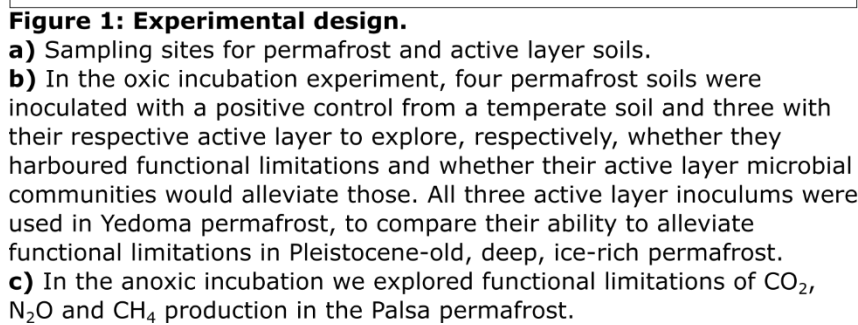 Figure 1: Experimental design.
a) Sampling sites for permafrost and active layer soils.
b) In the oxic incubation experiment, four permafrost soils were
inoculated with a positive control from a temperate soil and three with
their respective active layer to explore, respectively, whether they
harboured functional limitations and whether their active layer microbial
communities would alleviate those. All three active layer inoculums were
used in Yedoma permafrost, to compare their ability to alleviate
functional limitations in Pleistocene-old, deep, ice-rich permafrost.
c) In the anoxic incubation we explored functional limitations of CO₂,
N₂O and CH₄ production in the Palsa permafrost.